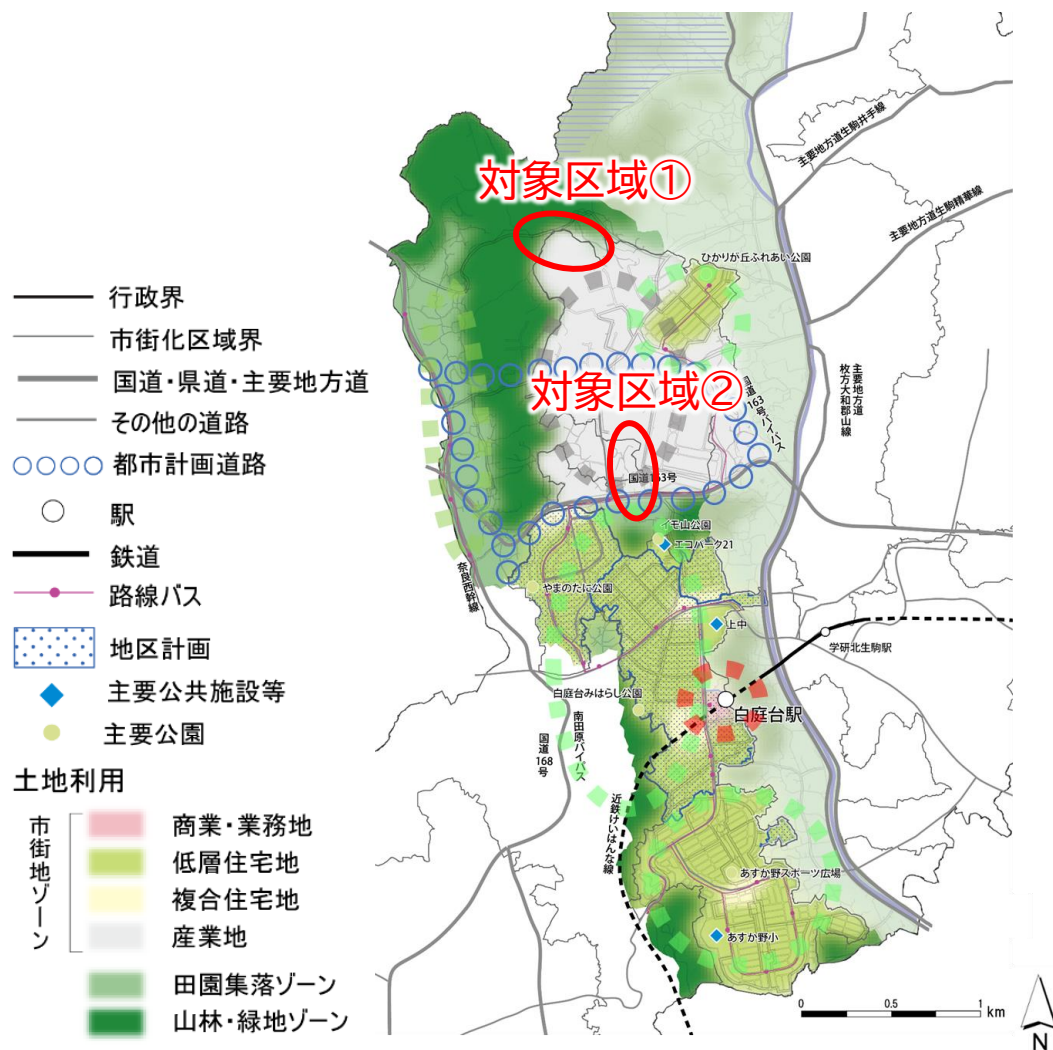 対象区域①
主要地方道生駒井手線
主要地方道生駒精華線
ひかりが丘ふれあい公園
行政界
市街化区域界
国道・県道・主要地方道
その他の道路
都市計画道路
駅
鉄道
路線バス
地区計画
主要公共施設等
主要公園
土地利用
市街地ゾーン
商業・業務地
低層住宅地
複合住宅地
産業地
田園集落ゾーン
山林・緑地ゾーン
対象区域②
国道163号バイパス
主要地方道
枚方大和郡山線
国道163号
イモ山公園
エコパーク21
奈良西幹線
やまのたに公園
上中
学研北生駒駅
白庭台みはらし公園
白庭台駅
南田原バイパス
国道168号
近鉄けいはんな線
あすか野スポーツ広場
あすか野小
0 0.5 1 km
N